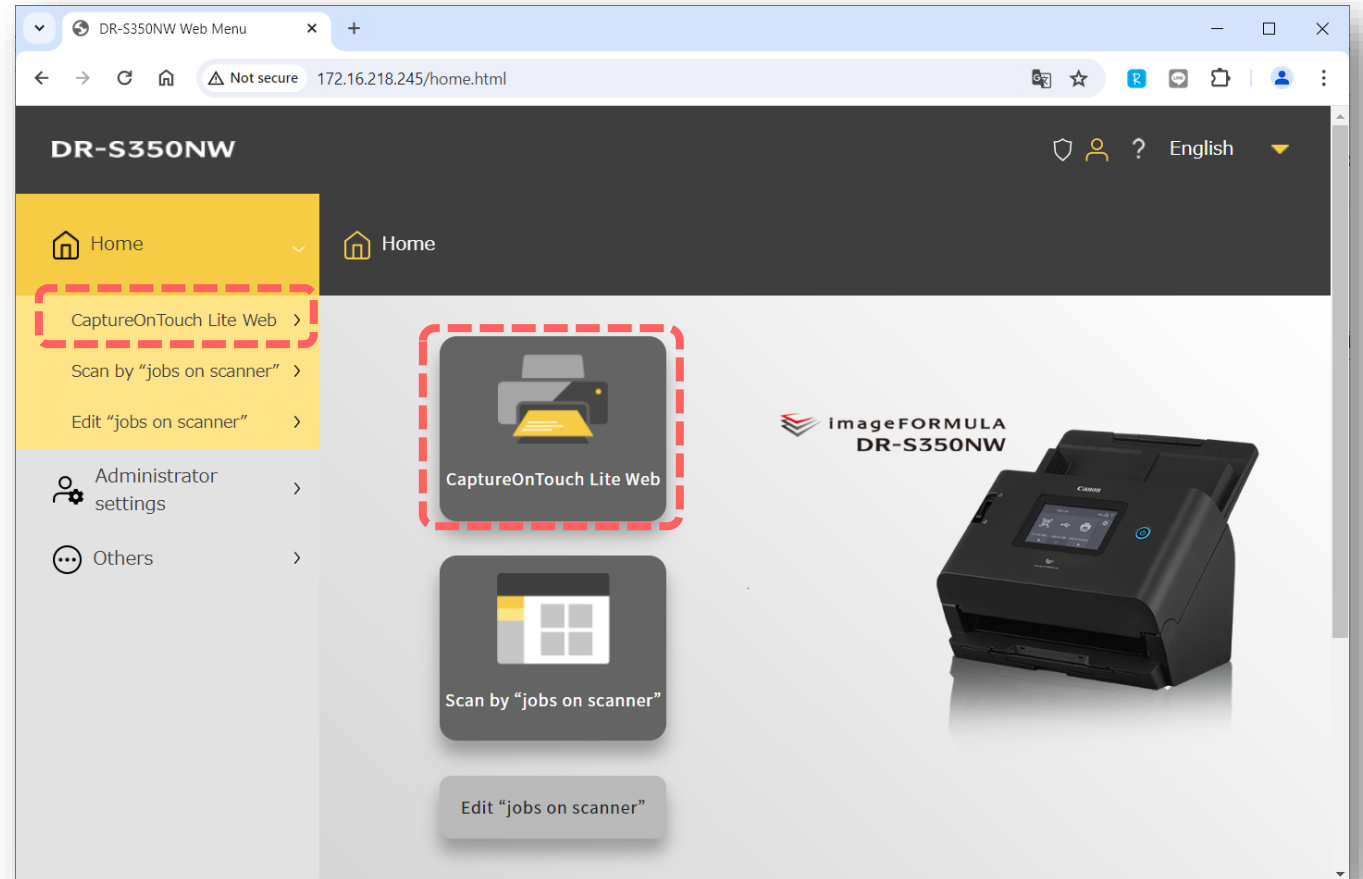 DR-S350NW Web Menu
Not secure 172.16.218.245/home.html
DR-S350NW
? English
Home
Home
CaptureOnTouch Lite Web
Scan by “jobs on scanner”
Edit “jobs on scanner”
Administrator
settings
Others
CaptureOnTouch Lite Web
Scan by “jobs on scanner”
Edit “jobs on scanner”
imageFORMULA
DR-S350NW
Canon